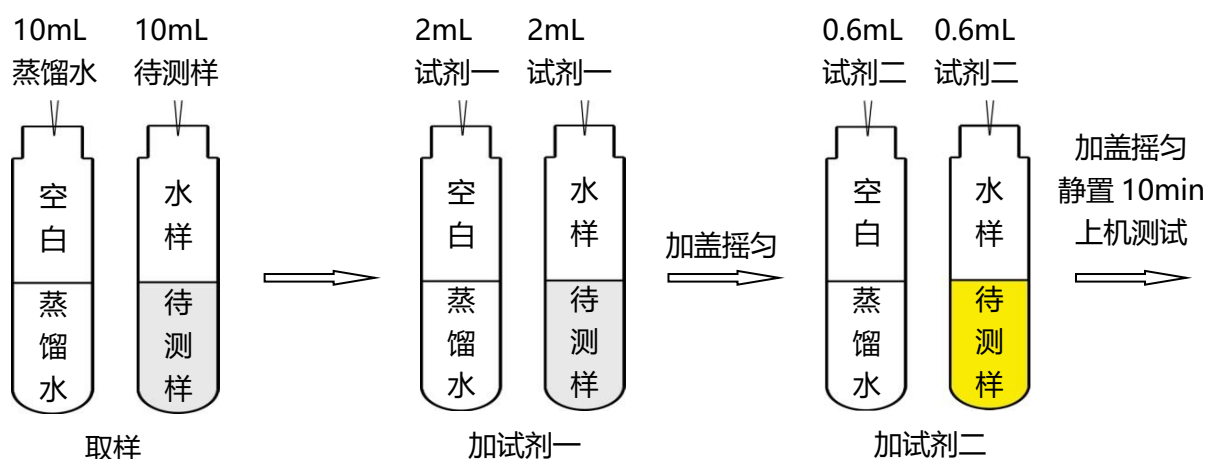 10mL
蒸馏水
10mL
待测样
空
白
蒸
馏
水
水
样
待
测
样
取样
2mL
试剂一
2mL
试剂一
空
白
蒸
馏
水
水
样
待
测
样
加试剂一
加盖摇匀
0.6mL
试剂二
0.6mL
试剂二
空
白
蒸
馏
水
水
样
待
测
样
加试剂二
加盖摇匀
静置 10min
上机测试